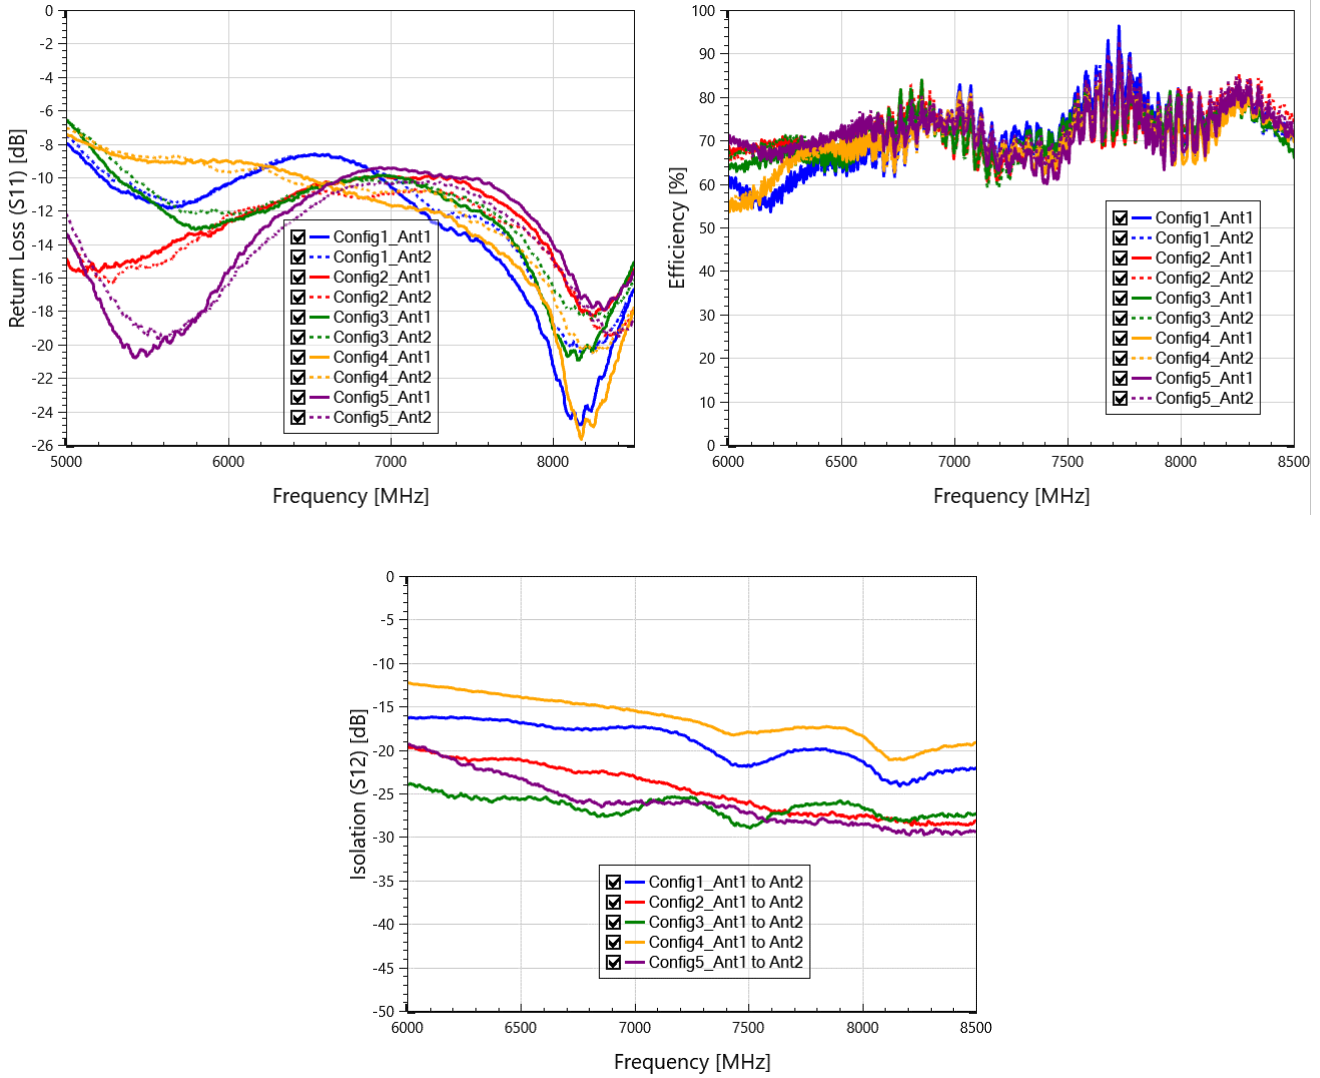 0
-2
-4
-6
-8
-10
-12
-14
-16
-18
-20
-22
-24
-26
5000 6000 7000 8000
Return Loss (S11) [dB]
Frequency [MHz]
Config1_Ant1
Config1_Ant2
Config2_Ant1
Config2_Ant2
Config3_Ant1
Config3_Ant2
Config4_Ant1
Config4_Ant2
Config5_Ant1
Config5_Ant2
100
90
80
70
60
50
40
30
20
10
0
6000 6500 7000 7500 8000 8500
Efficiency [%]
Frequency [MHz]
Config1_Ant1
Config1_Ant2
Config2_Ant1
Config2_Ant2
Config3_Ant1
Config3_Ant2
Config4_Ant1
Config4_Ant2
Config5_Ant1
Config5_Ant2
0
-5
-10
-15
-20
-25
-30
-35
-40
-45
-50
6000 6500 7000 7500 8000 8500
Isolation (S12) [dB]
Frequency [MHz]
Config1_Ant1 to Ant2
Config2_Ant1 to Ant2
Config3_Ant1 to Ant2
Config4_Ant1 to Ant2
Config5_Ant1 to Ant2